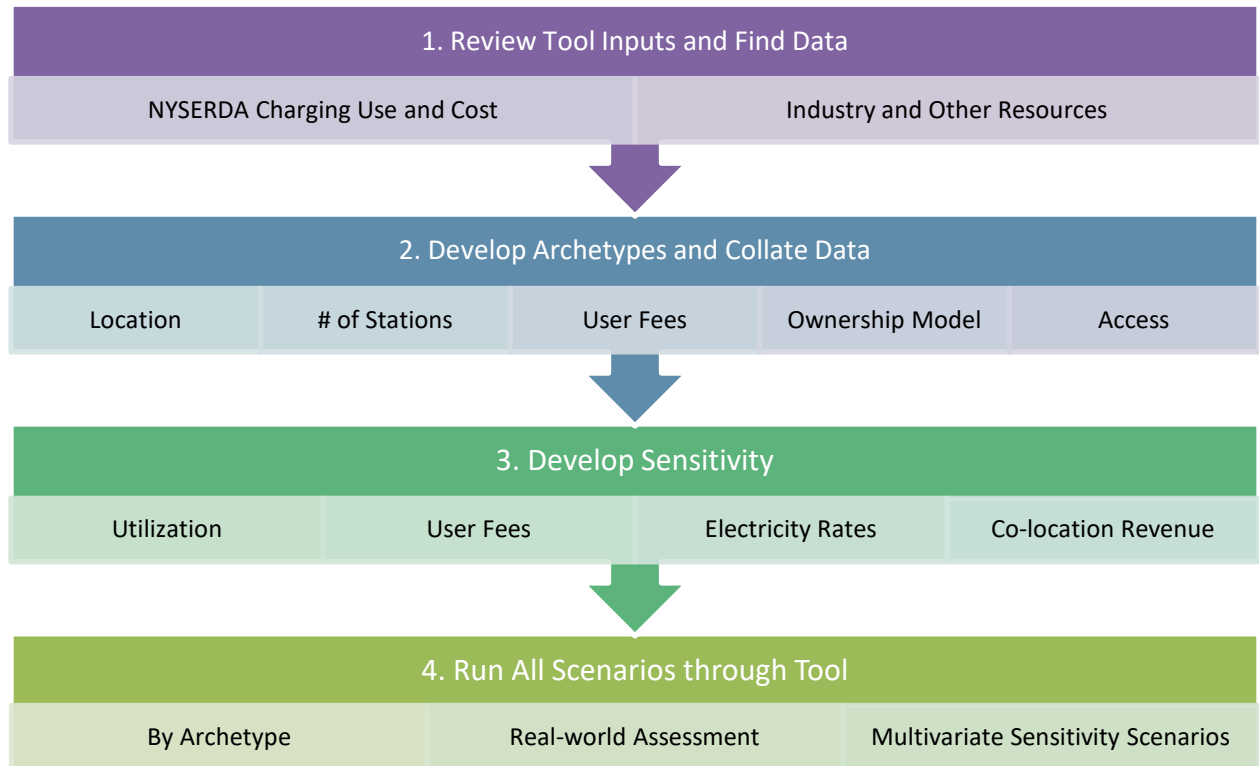 1. Review Tool Inputs and Find Data
NYSERDA Charging Use and Cost
Industry and Other Resources
2. Develop Archetypes and Collate Data
Location
# of Stations
User Fees
Ownership Model
Access
3. Develop Sensitivity
Utilization
User Fees
Electricity Rates
Co-location Revenue
4. Run All Scenarios through Tool
By Archetype
Real-world Assessment
Multivariate Sensitivity Scenarios